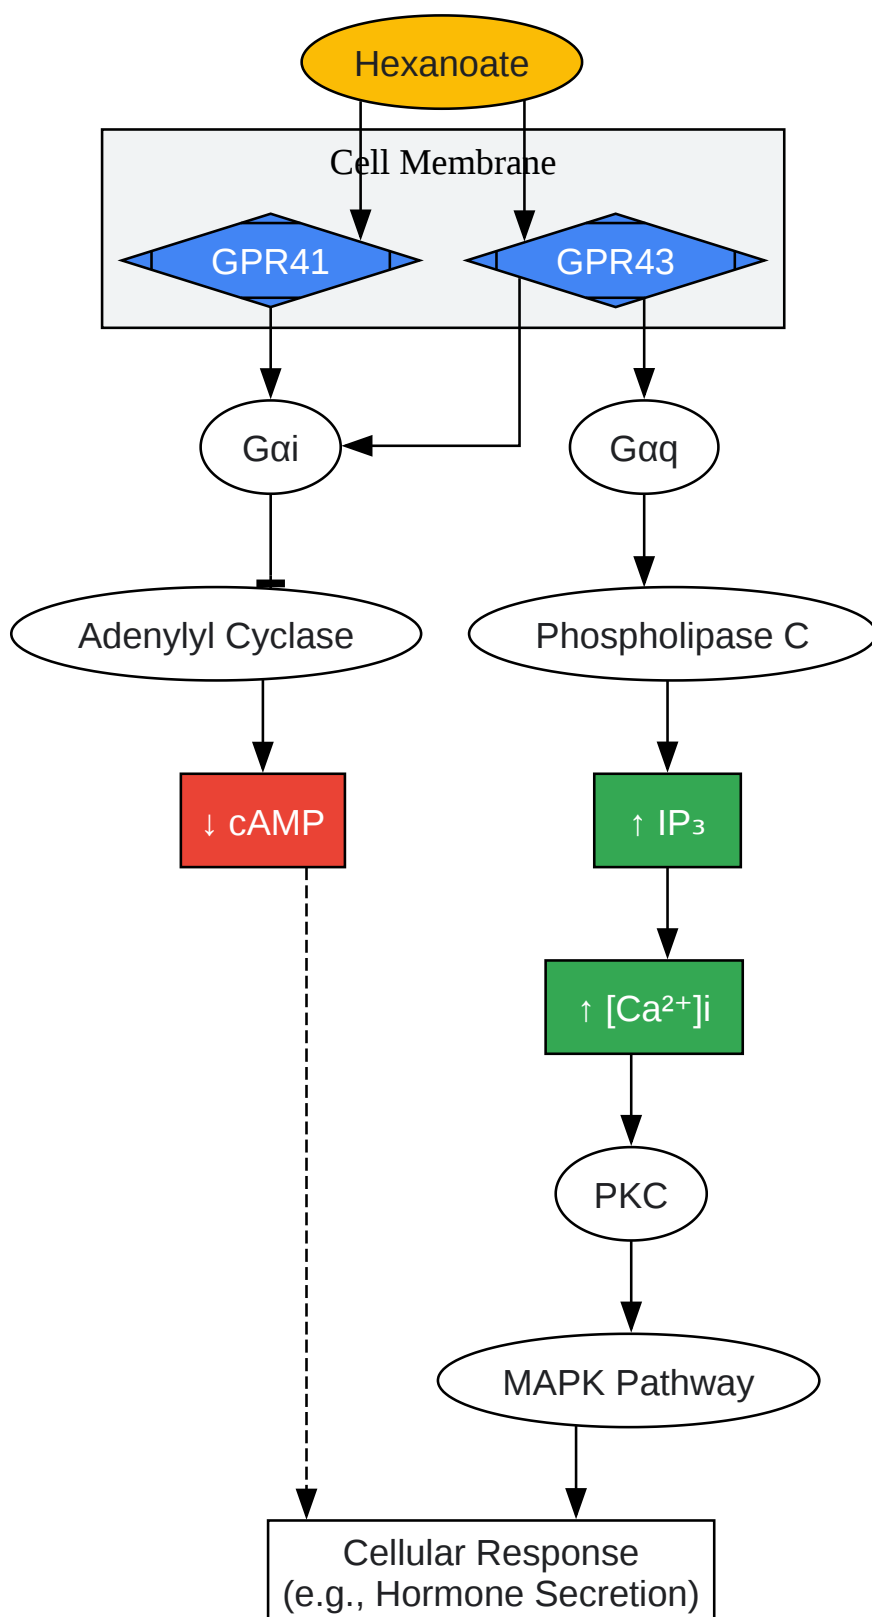 Hexanoate
Cell Membrane
GPR41
GPR43
Gαi
Gαq
Adenylyl Cyclase
Phospholipase C
↓ cAMP
↑ IP₃
↑ [Ca²⁺]i
PKC
MAPK Pathway
Cellular Response
(e.g., Hormone Secretion)